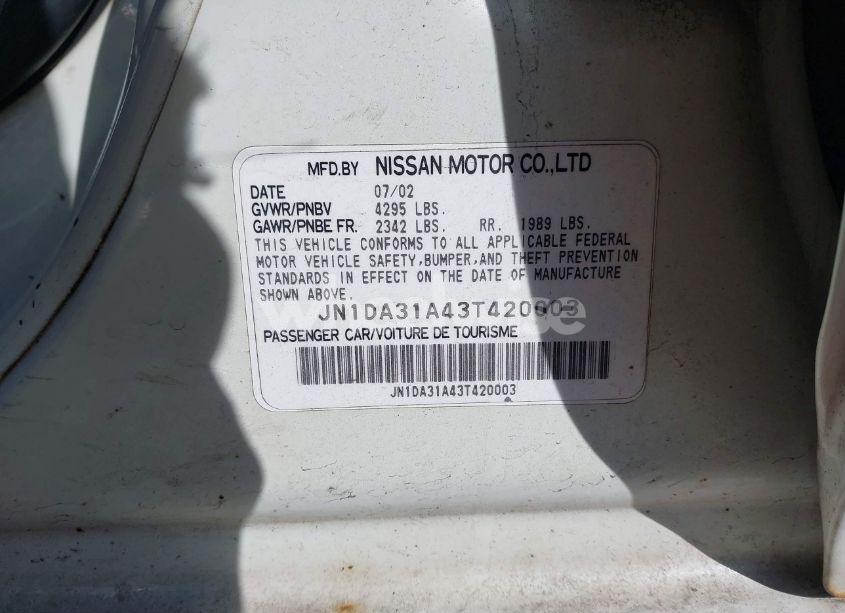 MFD.BY NISSAN MOTOR CO.,LTD
DATE 07/02
GVWR/PNBV 4295 LBS.
GAWR/PNBE FR. 2342 LBS. RR. 1989 LBS.
THIS VEHICLE CONFORMS TO ALL APPLICABLE FEDERAL
MOTOR VEHICLE SAFETY,BUMPER,AND THEFT PREVENTION
STANDARDS IN EFFECT ON THE DATE OF MANUFACTURE
SHOWN ABOVE.
JN1DA31A43T420003
PASSENGER CAR/VOITURE DE TOURISME
JN1DA31A43T420003